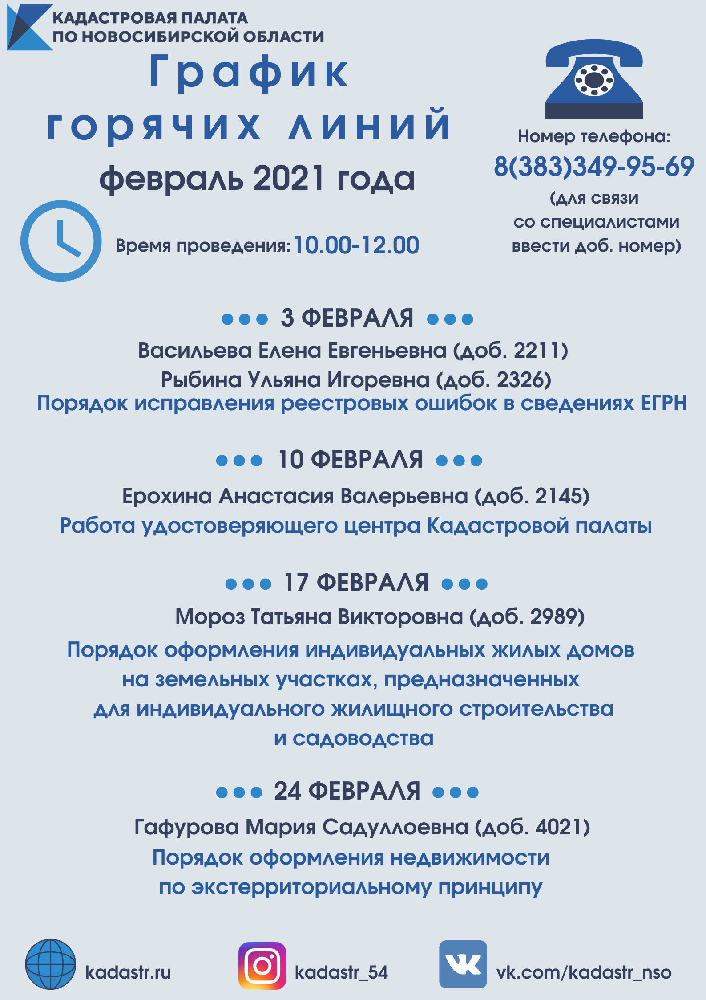 КАДАСТРОВАЯ ПАЛАТА
ПО НОВОСИБИРСКОЙ ОБЛАСТИ
График
горячих линий
февраль 2021 года
Время проведения: 10.00-12.00
Номер телефона:
8(383)349-95-69
(для связи
со специалистами
ввести доб. номер)
3 ФЕВРАЛЯ
Васильева Елена Евгеньевна (доб. 2211)
Рыбина Ульяна Игоревна (доб. 2326)
Порядок исправления реестровых ошибок в сведениях ЕГРН
10 ФЕВРАЛЯ
Ерохина Анастасия Валерьевна (доб. 2145)
Работа удостоверяющего центра Кадастровой палаты
17 ФЕВРАЛЯ
Мороз Татьяна Викторовна (доб. 2989)
Порядок оформления индивидуальных жилых домов
на земельных участках, предназначенных
для индивидуального жилищного строительства
и садоводства
24 ФЕВРАЛЯ
Гафурова Мария Садуллоевна (доб. 4021)
Порядок оформления недвижимости
по экстерриториальному принципу
kadastr.ru
kadastr_54
vk.com/kadastr_nso